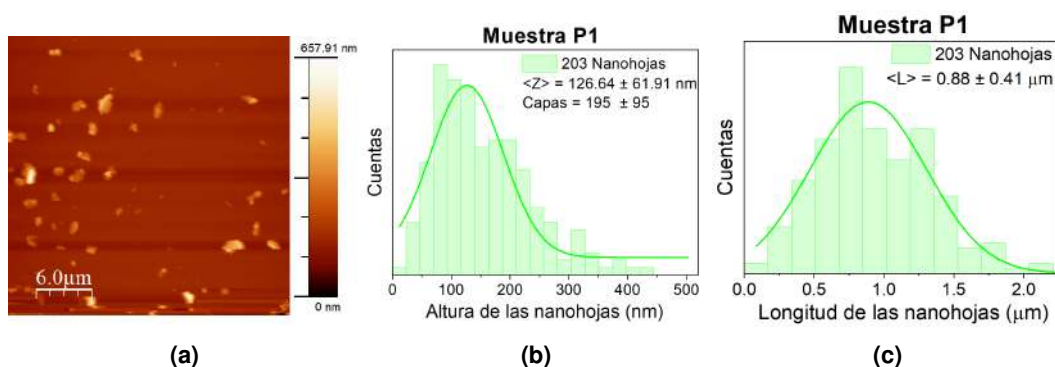 657.91 nm
6.0µm
0 nm
(a)
Muestra P1
203 Nanohojas
<Z> = 126.64 ± 61.91 nm
Capas = 195 ± 95
Cuentas
0 100 200 300 400 500
Altura de las nanohojas (nm)
(b)
Muestra P1
203 Nanohojas
<L> = 0.88 ± 0.41 µm
Cuentas
0.0 0.5 1.0 1.5 2.0
Longitud de las nanohojas (µm)
(c)